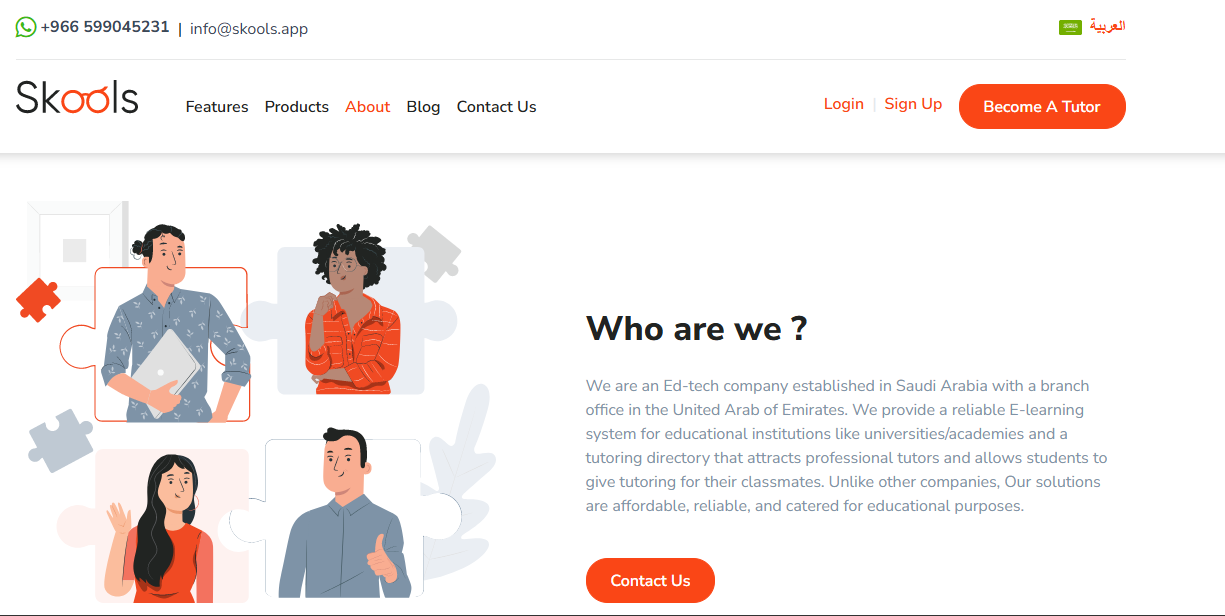 +966 599045231 | info@skools.app
العربية
Skools
Features Products About Blog Contact Us
Login | Sign Up
Become A Tutor
Who are we ?
We are an Ed-tech company established in Saudi Arabia with a branch
office in the United Arab of Emirates. We provide a reliable E-learning
system for educational institutions like universities/academies and a
tutoring directory that attracts professional tutors and allows students to
give tutoring for their classmates. Unlike other companies, Our solutions
are affordable, reliable, and catered for educational purposes.
Contact Us